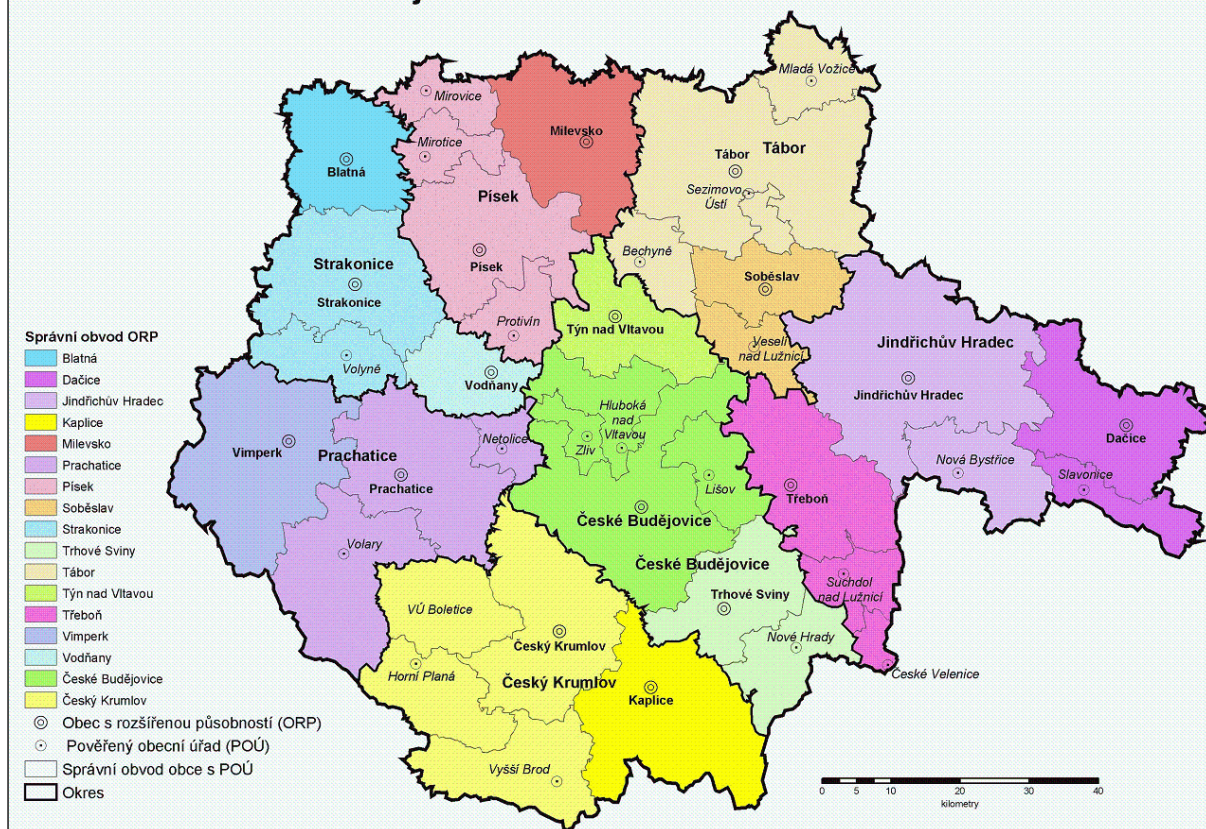 Mladá Vožice
Mirovice
Milevsko
Mirotice
Tábor
Tábor
Blatná
Sezimovo
Ústí
Písek
Bechyně
Písek
Strakonice
Soběslav
Strakonice
Protivín
Týn nad Vltavou
Veselí
nad Lužnicí
Jindřichův Hradec
Volyně
Vodňany
Jindřichův Hradec
Hluboká
nad
Vltavou
Zliv
Netolice
Dačice
Vimperk
Prachatice
Prachatice
Nová Bystřice
Slavonice
Lišov
Třeboň
České Budějovice
Volary
České Budějovice
Suchdol
nad Lužnicí
Trhové Sviny
VÚ Boletice
Nové Hrady
Český Krumlov
České Velenice
Horní Planá
Český Krumlov
Kaplice
Vyšší Brod
Správní obvod ORP
Blatná
Dačice
Jindřichův Hradec
Kaplice
Milevsko
Prachatice
Písek
Soběslav
Strakonice
Trhové Sviny
Tábor
Týn nad Vltavou
Třeboň
Vimperk
Vodňany
České Budějovice
Český Krumlov
Obec s rozšířenou působností (ORP)
Pověřený obecní úřad (POÚ)
Správní obvod obce s POÚ
Okres
0 5 10 20 30 40
kilometry